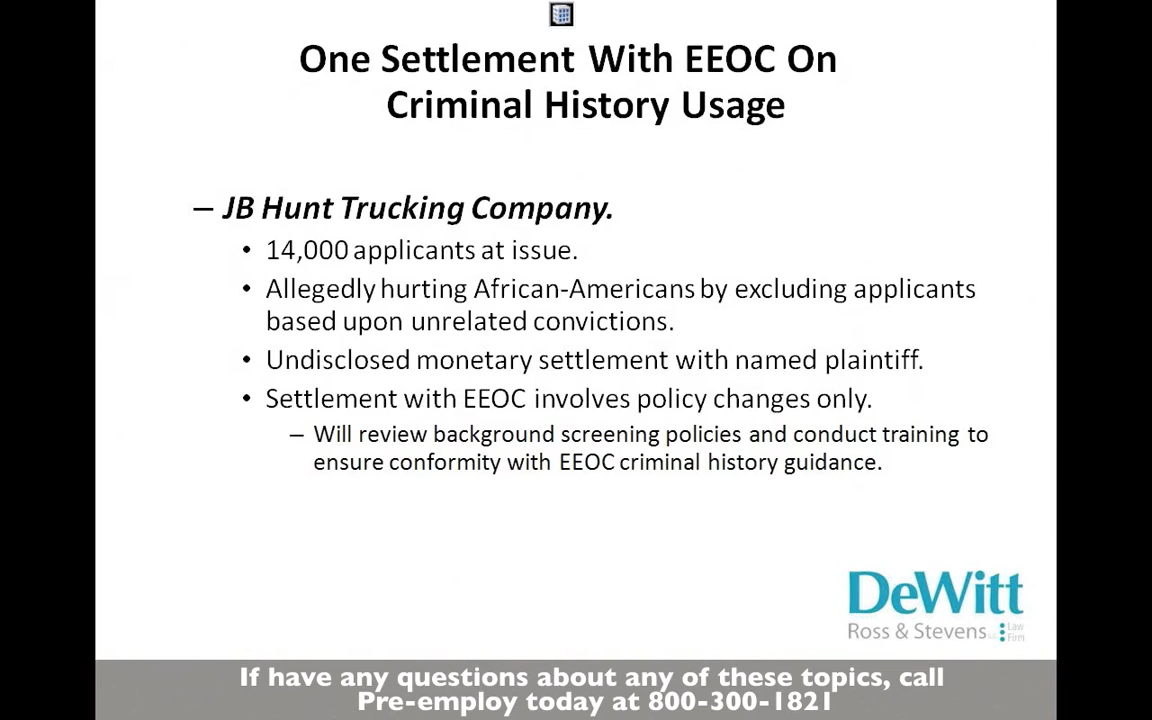 One Settlement With EEOC On
Criminal History Usage
– JB Hunt Trucking Company.
• 14,000 applicants at issue.
• Allegedly hurting African-Americans by excluding applicants
based upon unrelated convictions.
• Undisclosed monetary settlement with named plaintiff.
• Settlement with EEOC involves policy changes only.
– Will review background screening policies and conduct training to
ensure conformity with EEOC criminal history guidance.
DeWitt
Ross & Stevens
Law
Firm
If have any questions about any of these topics, call
Pre-employ today at 800-300-1821